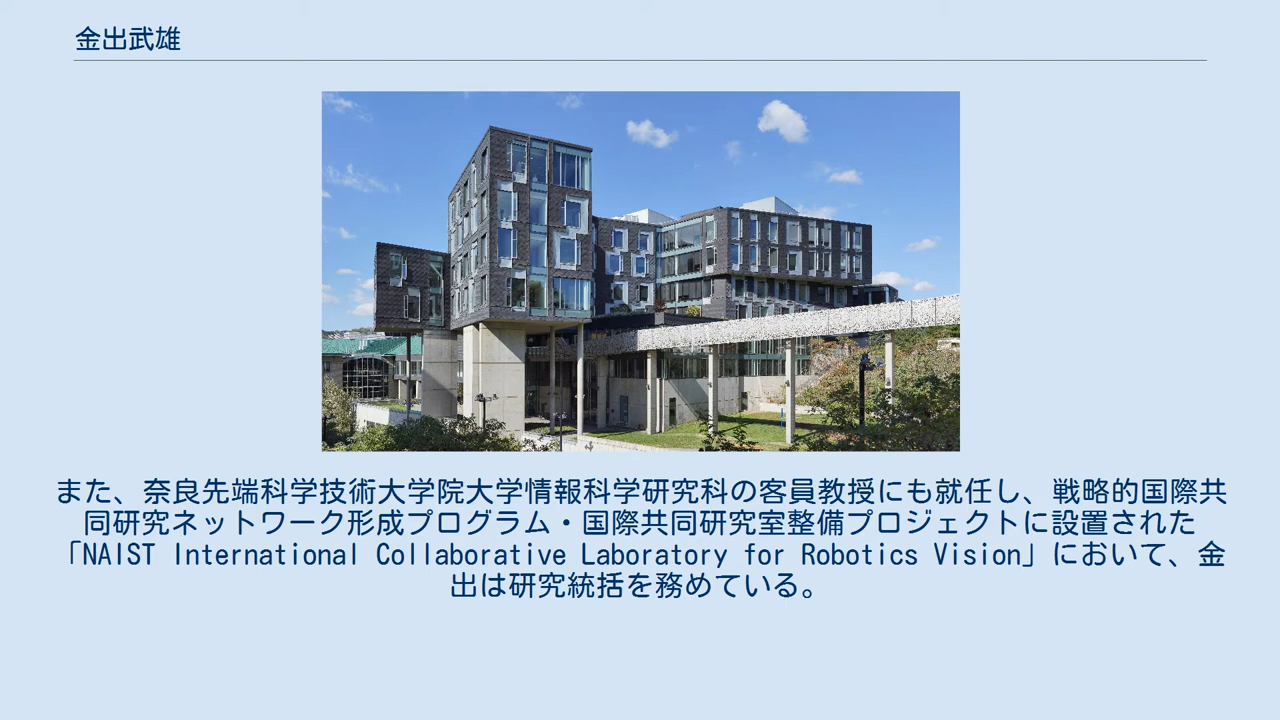 金出武雄
また、奈良先端科学技術大学院大学情報科学研究科の客員教授にも就任し、戦略的国際共
同研究ネットワーク形成プログラム・国際共同研究室整備プロジェクトに設置された
「NAIST International Collaborative Laboratory for Robotics Vision」において、金
出は研究統括を務めている。